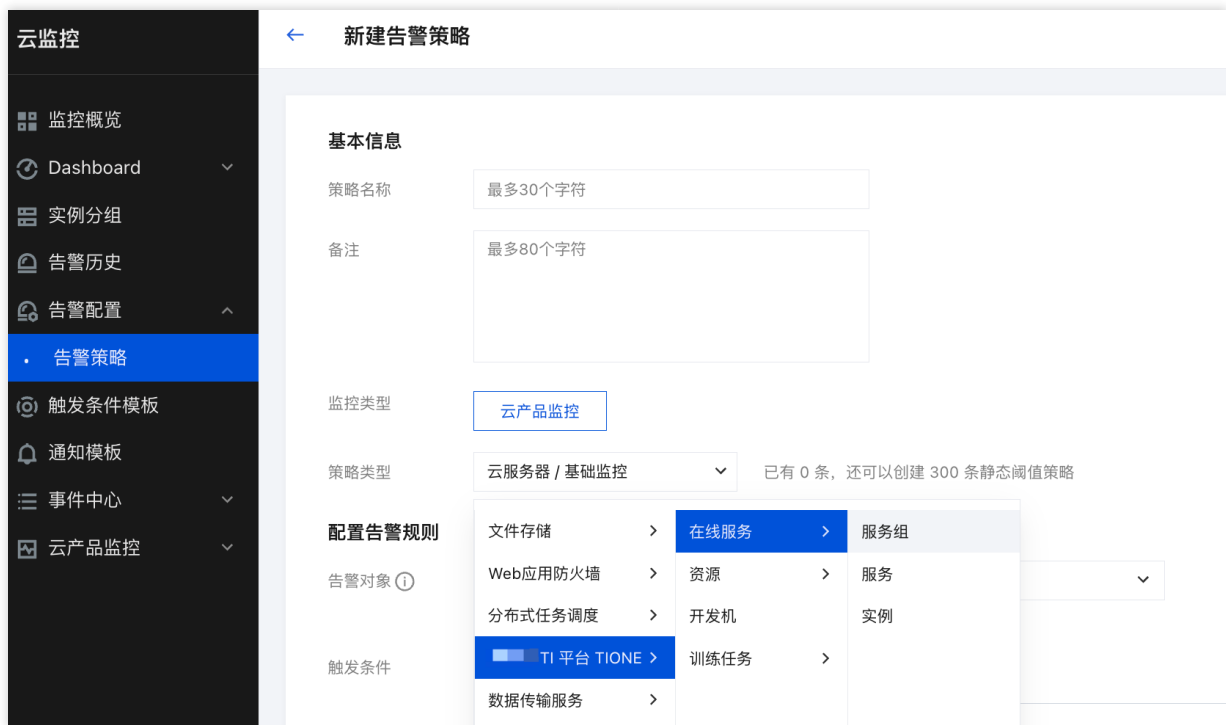 云监控
监控概览
Dashboard
实例分组
告警历史
告警配置
告警策略
触发条件模板
通知模板
事件中心
云产品监控
新建告警策略
基本信息
策略名称
最多30个字符
备注
最多80个字符
监控类型
云产品监控
策略类型
云服务器 / 基础监控
已有 0 条，还可以创建 300 条静态阈值策略
配置告警规则
告警对象
触发条件
文件存储
Web应用防火墙
分布式任务调度
TI 平台 TIONE
数据传输服务
在线服务
资源
开发机
训练任务
服务组
服务
实例